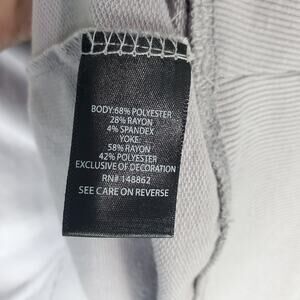 BODY:68% POLYESTER
28% RAYON
4% SPANDEX
YOKE:
58% RAYON
42% POLYESTER
EXCLUSIVE OF DECORATION
RN# 148862
SEE CARE ON REVERSE